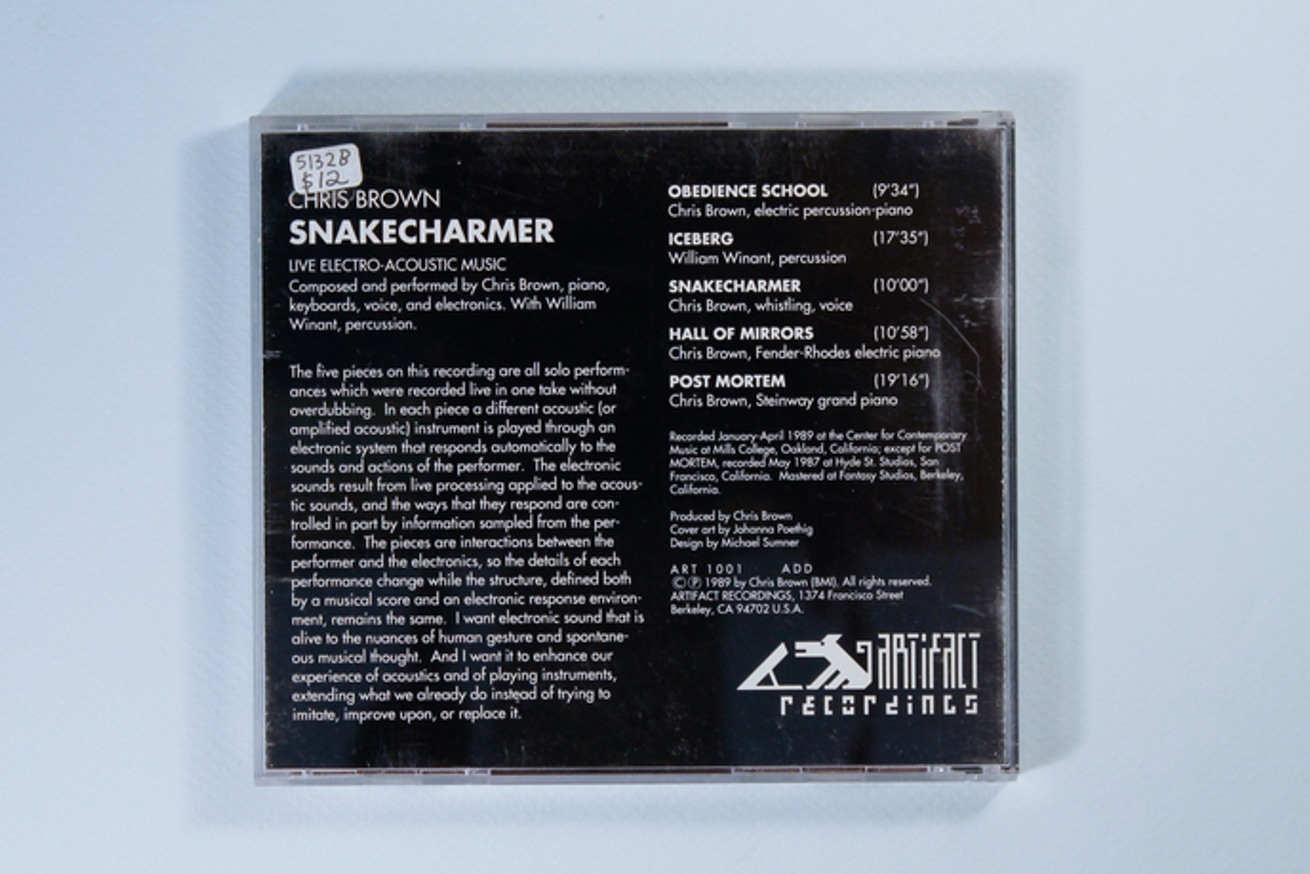 51328
$12
CHRIS BROWN
SNAKECHARMER
LIVE ELECTRO-ACOUSTIC MUSIC
Composed and performed by Chris Brown, piano,
keyboards, voice, and electronics. With William
Winant, percussion.
The five pieces on this recording are all solo perform-
ances which were recorded live in one take without
overdubbing. In each piece a different acoustic (or
amplified acoustic) instrument is played through an
electronic system that responds automatically to the
sounds and actions of the performer. The electronic
sounds result from live processing applied to the acous-
tic sounds, and the ways that they respond are con-
trolled in part by information sampled from the per-
formance. The pieces are interactions between the
performer and the electronics, so the details of each
performance change while the structure, defined both
by a musical score and an electronic response environ-
ment, remains the same. I want electronic sound that is
alive to the nuances of human gesture and spontane-
ous musical thought. And I want it to enhance our
experience of acoustics and of playing instruments,
extending what we already do instead of trying to
imitate, improve upon, or replace it.
OBEDIENCE SCHOOL (9'34")
Chris Brown, electric percussion-piano
ICEBERG (17'35")
William Winant, percussion
SNAKECHARMER (10'00")
Chris Brown, whistling, voice
HALL OF MIRRORS (10'58")
Chris Brown, Fender-Rhodes electric piano
POST MORTEM (19'16")
Chris Brown, Steinway grand piano
Recorded January-April 1989 at the Center for Contemporary
Music at Mills College, Oakland, California; except for POST
MORTEM, recorded May 1987 at Hyde St. Studios, San
Francisco, California. Mastered at Fantasy Studios, Berkeley,
California.
Produced by Chris Brown
Cover art by Johanna Poethig
Design by Michael Sumner
ART 1001 ADD
©℗ 1989 by Chris Brown (BMI). All rights reserved.
ARTIFACT RECORDINGS, 1374 Francisco Street
Berkeley, CA 94702 U.S.A.
ARTIFACT
RECORDINGS